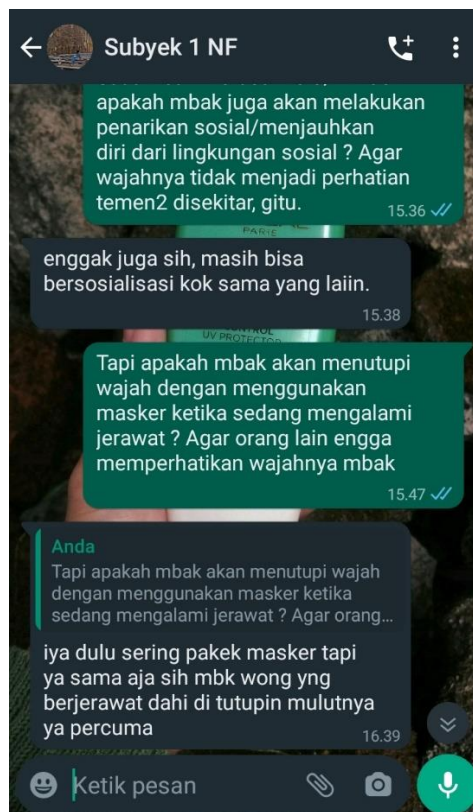 Subyek 1 NF
apakah mbak juga akan melakukan
penarikan sosial/menjauhkan
diri dari lingkungan sosial ? Agar
wajahnya tidak menjadi perhatian
temen2 disekitar, gitu.
15.36
PARIS
enggak juga sih, masih bisa
bersosialisasi kok sama yang laiin.
15.38
UV PROTECTOR
Tapi apakah mbak akan menutupi
wajah dengan menggunakan
masker ketika sedang mengalami
jerawat ? Agar orang lain engga
memperhatikan wajahnya mbak
15.47
Anda
Tapi apakah mbak akan menutupi wajah
dengan menggunakan masker ketika
sedang mengalami jerawat ? Agar orang...
iya dulu sering pakek masker tapi
ya sama aja sih mbk wong yng
berjerawat dahi di tutupin mulutnya
ya percuma
16.39
Ketik pesan